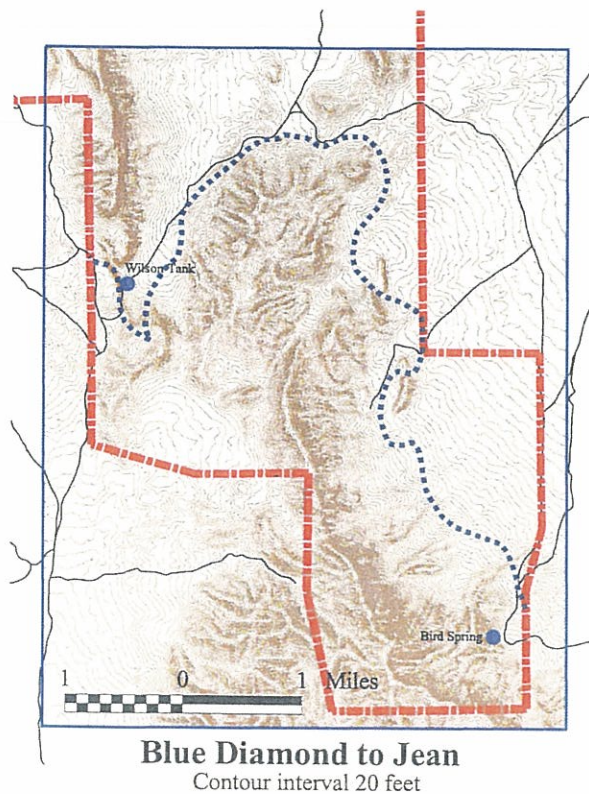 Wilson Tank
Bird Spring
1 0 1 Miles
Blue Diamond to Jean
Contour interval 20 feet